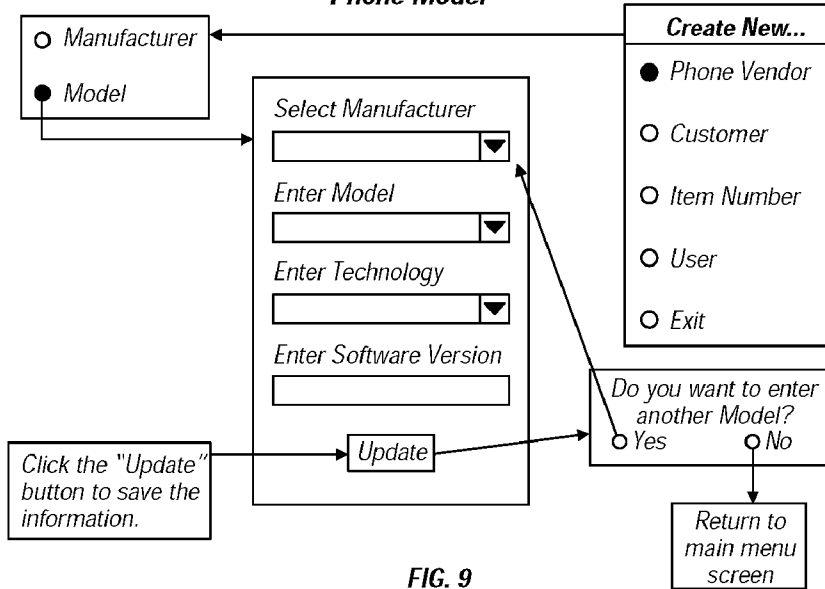 Phone Model
Manufacturer
Model
Select Manufacturer
Enter Model
Enter Technology
Enter Software Version
Update
Click the "Update"
button to save the
information.
Create New...
Phone Vendor
Customer
Item Number
User
Exit
Do you want to enter
another Model?
Yes
No
Return to
main menu
screen
FIG. 9